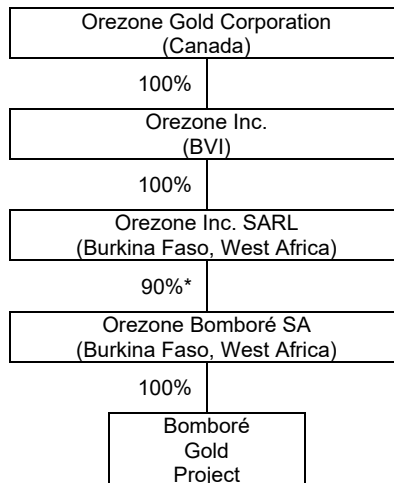 Orezone Gold Corporation
(Canada)
100%
Orezone Inc.
(BVI)
100%
Orezone Inc. SARL
(Burkina Faso, West Africa)
90%*
Orezone Bomboré SA
(Burkina Faso, West Africa)
100%
Bomboré
Gold
Project